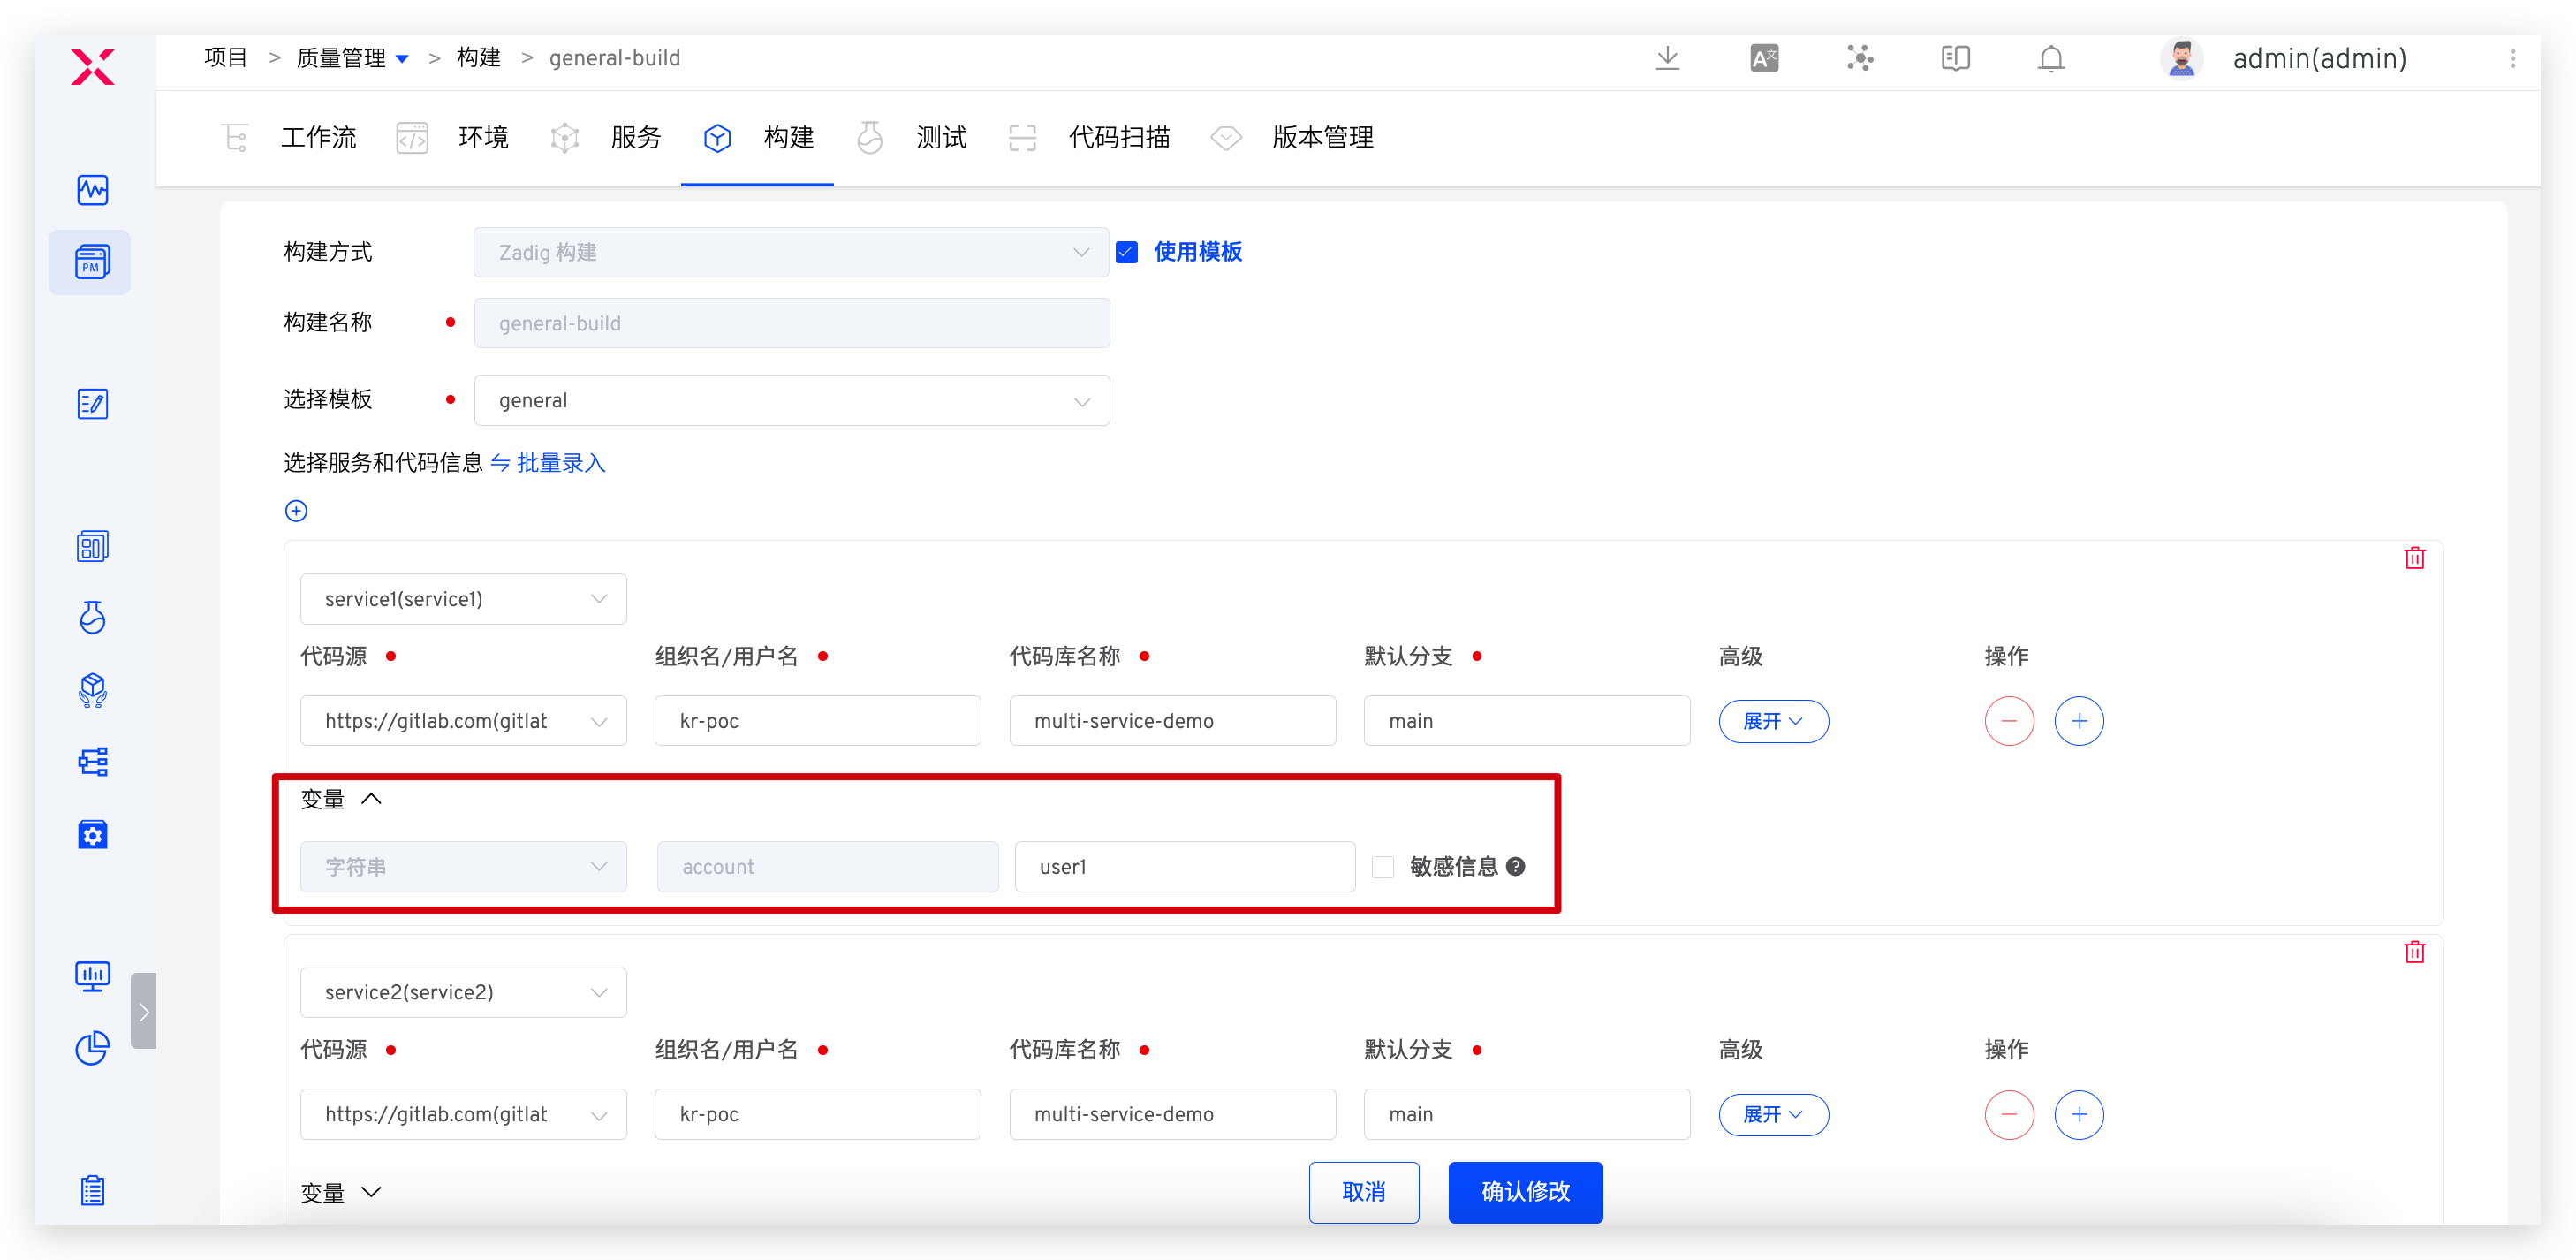 项目 > 质量管理 > 构建 > general-build
admin(admin)
工作流 环境 服务 构建 测试 代码扫描 版本管理
PM
构建方式 Zadig 构建 使用模板
构建名称 general-build
选择模板 general
选择服务和代码信息 批量录入
service1(service1)
代码源 组织名/用户名 代码库名称 默认分支 高级 操作
https://gitlab.com(gitlab kr-poc multi-service-demo main 展开
变量
字符串 account user1 敏感信息
service2(service2)
代码源 组织名/用户名 代码库名称 默认分支 高级 操作
https://gitlab.com(gitlab kr-poc multi-service-demo main 展开
变量
取消 确认修改